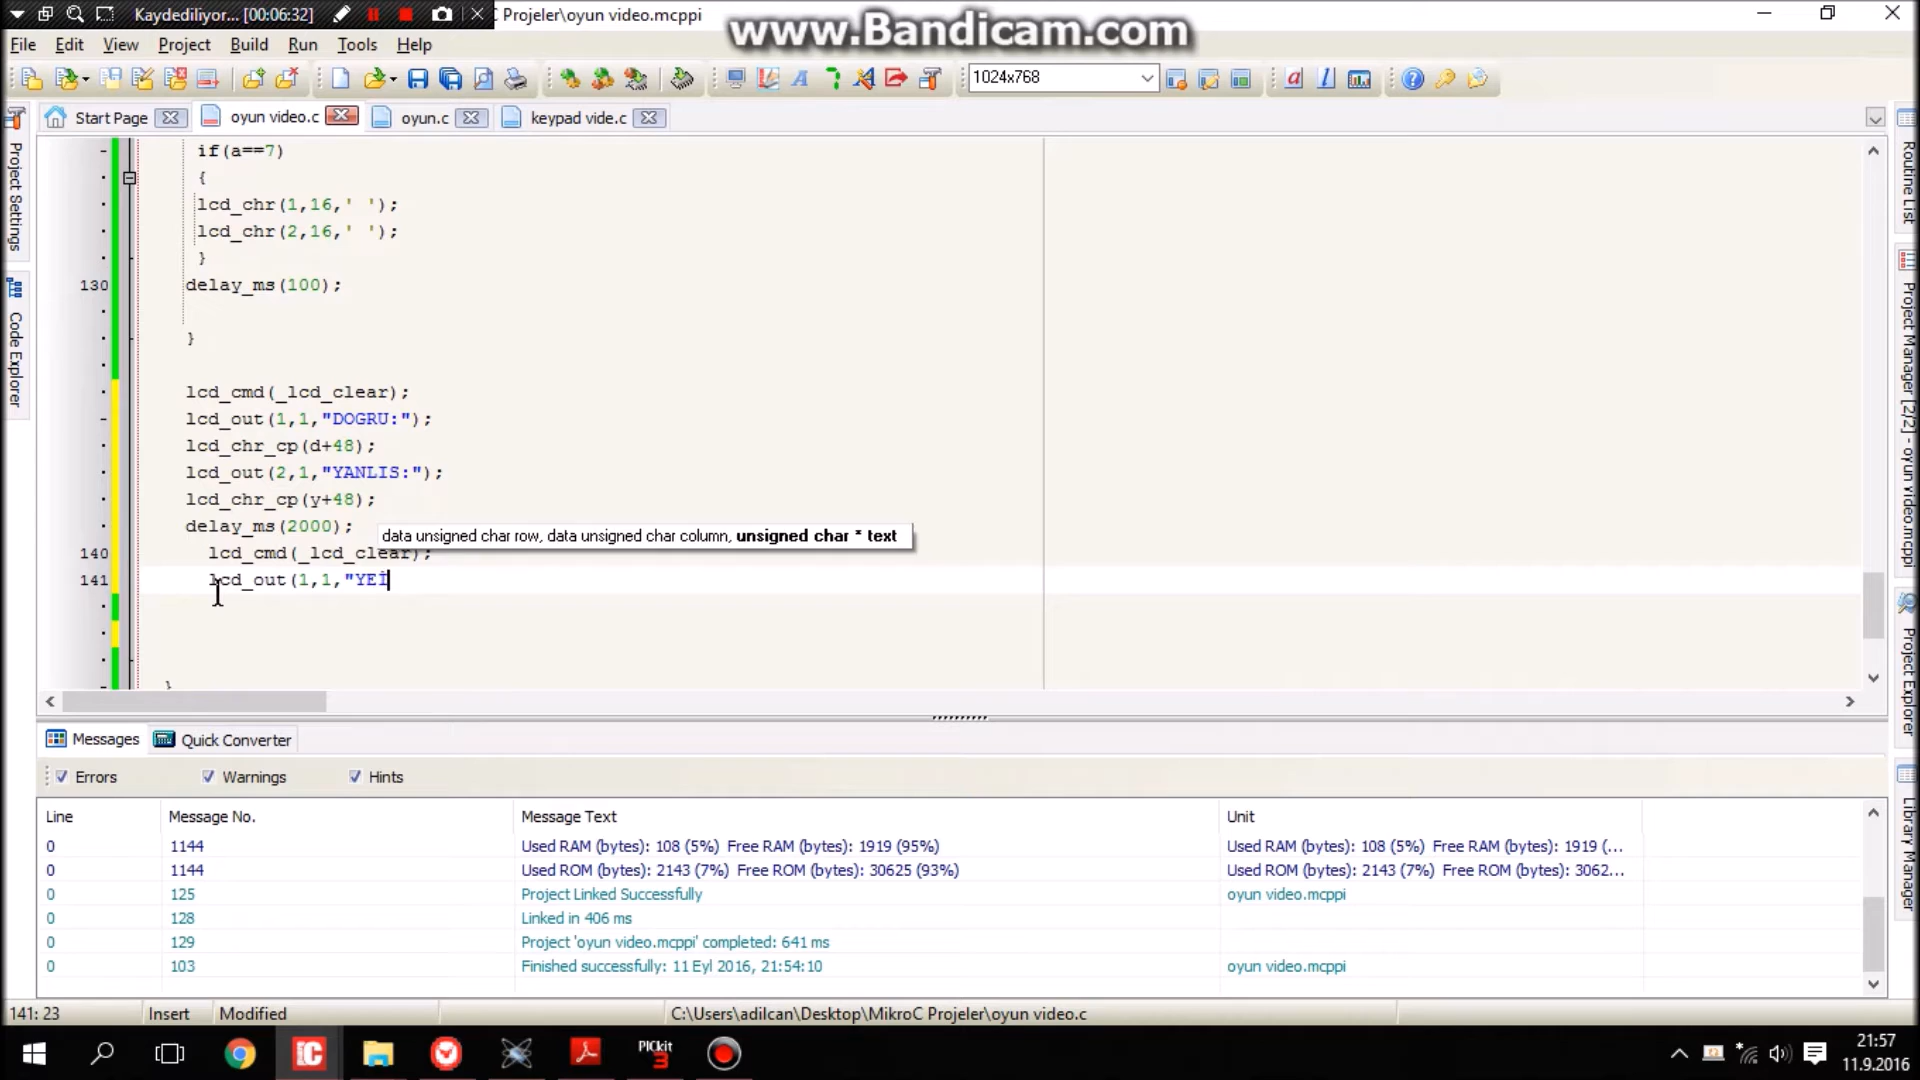 Kaydediliyor... [00:06:32]
C Projeler\oyun video.mcppi
www.Bandicam.com
File Edit View Project Build Run Tools Help
1024x768
Start Page oyun video.c oyun.c keypad vide.c
Project Settings
Code Explorer
if(a==7)
{
lcd_chr(1,16,' ');
lcd_chr(2,16,' ');
}
130 delay_ms(100);
}
lcd_cmd(_lcd_clear);
lcd_out(1,1,"DOGRU:");
lcd_chr_cp(d+48);
lcd_out(2,1,"YANLIS:");
lcd_chr_cp(y+48);
delay_ms(2000);
data unsigned char row, data unsigned char column, unsigned char * text
140 lcd_cmd(_lcd_clear);
141 lcd_out(1,1,"YEİ
}
Routine List
Project Manager [2/2] - oyun video.mcppi
Project Explorer
Library Manager
Messages Quick Converter
Errors Warnings Hints
Line Message No. Message Text Unit
0 1144 Used RAM (bytes): 108 (5%) Free RAM (bytes): 1919 (95%) Used RAM (bytes): 108 (5%) Free RAM (bytes): 1919 (...
0 1144 Used ROM (bytes): 2143 (7%) Free ROM (bytes): 30625 (93%) Used ROM (bytes): 2143 (7%) Free ROM (bytes): 3062...
0 125 Project Linked Successfully oyun video.mcppi
0 128 Linked in 406 ms
0 129 Project 'oyun video.mcppi' completed: 641 ms
0 103 Finished successfully: 11 Eyl 2016, 21:54:10 oyun video.mcppi
141: 23 Insert Modified C:\Users\adilcan\Desktop\MikroC Projeler\oyun video.c
PICkit 3
21:57
11.9.2016